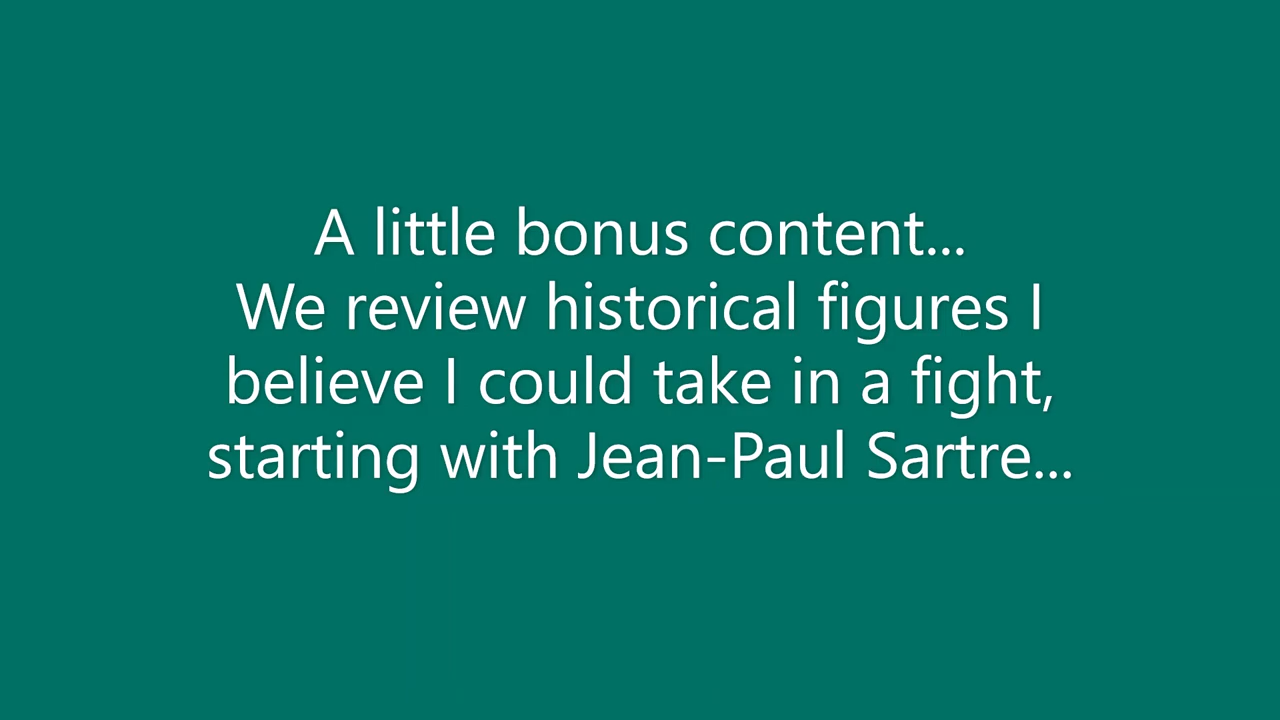 A little bonus content...
We review historical figures I
believe I could take in a fight,
starting with Jean-Paul Sartre...